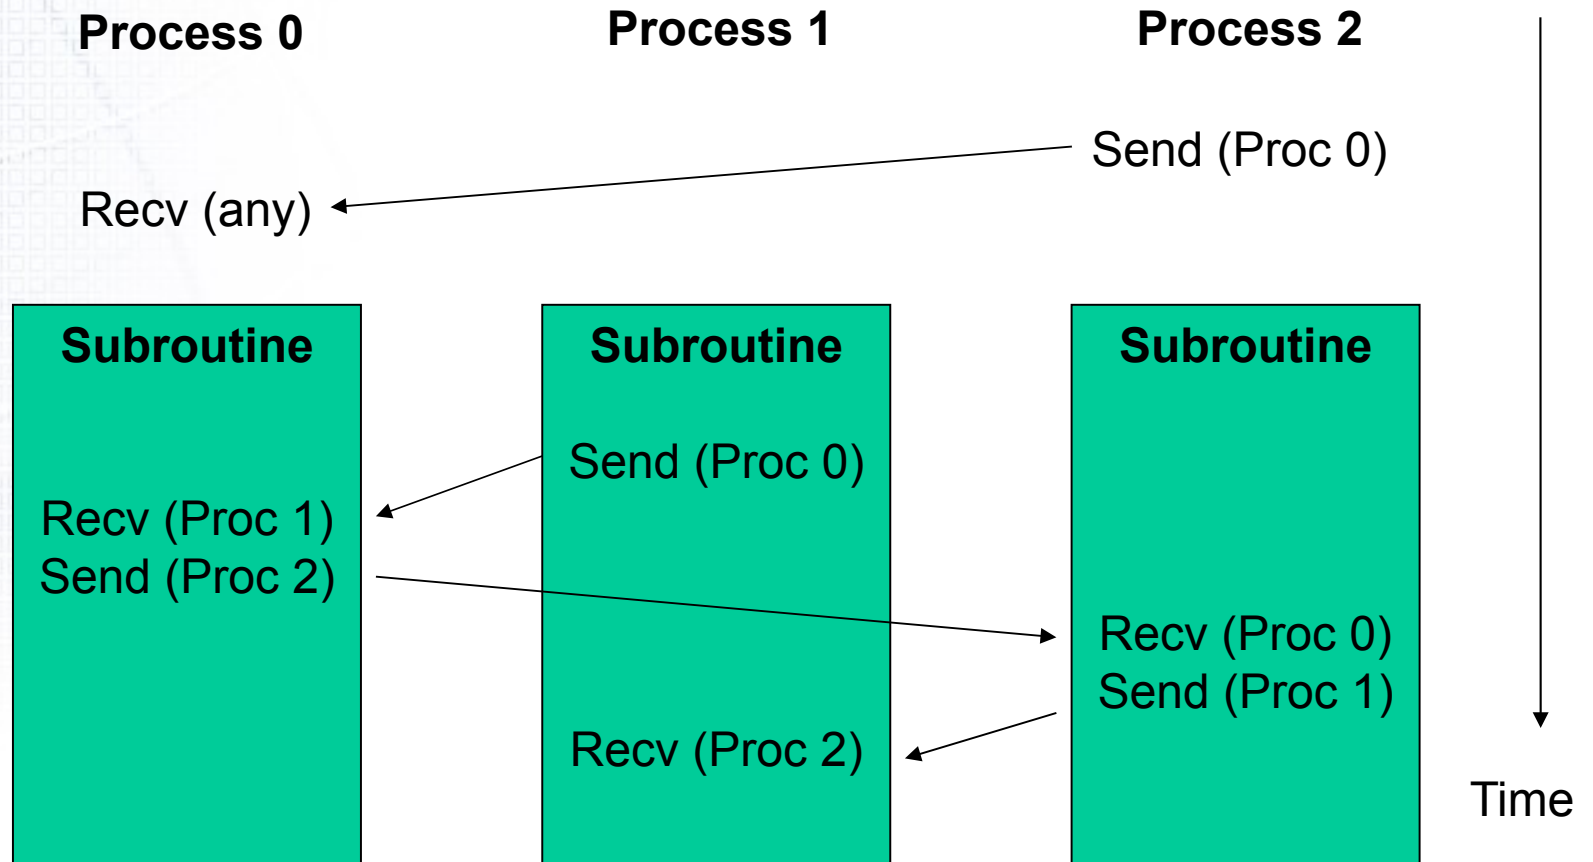 Process 0
Process 1
Process 2
Send (Proc 0)
Recv (any)
Subroutine
Subroutine
Subroutine
Send (Proc 0)
Recv (Proc 1)
Send (Proc 2)
Recv (Proc 0)
Send (Proc 1)
Recv (Proc 2)
Time